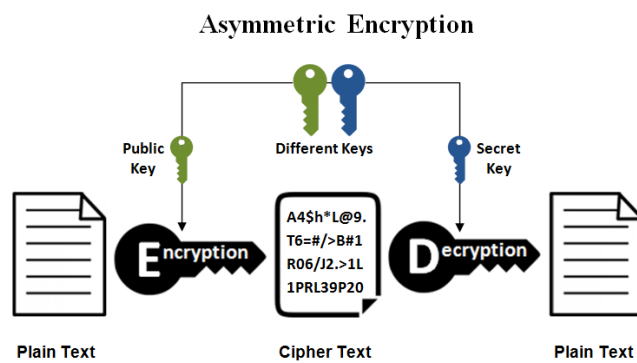 Asymmetric Encryption
Public
Key
Different Keys
Secret
Key
Encryption
A4$h*L@9.
T6=#/>B#1
R06/J2.>1L
1PRL39P20
Decryption
Plain Text
Cipher Text
Plain Text